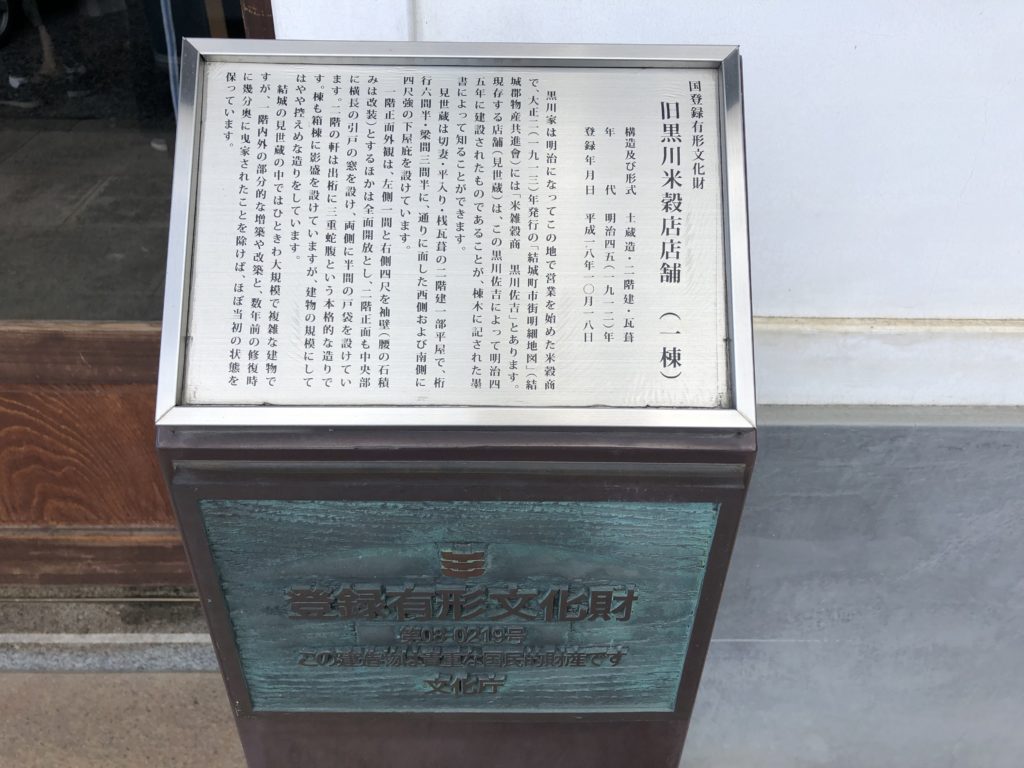 国登録有形文化財
旧黒川米穀店店舗（一棟）
構造及び形式　土蔵造・二階建・瓦葺
年　　代　明治四五（一九一二）年
登録年月日　平成一八年一〇月一八日
黒川家は明治になってこの地で営業を始めた米穀商
で、大正二（一九一三）年発行の「結城町市街明細地図」（結
城郡物産共進會）には「米雑穀商　黒川佐吉」とあります。
現存する店舗（見世蔵）は、この黒川佐吉によって明治四
五年に建設されたものであることが、棟木に記された墨
書によって知ることができます。
見世蔵は切妻・平入り・桟瓦葺の二階建一部平屋で、桁
行六間半・梁間三間半に、通りに面した西側および南側に
四尺強の下屋庇を設けています。
一階正面外観は、左側一間と右側四尺を袖壁（腰の石積
みは改装）とするほかは全面開放とし、二階正面も中央部
に横長の引戸の窓を設け、両側に半間の戸袋を設けてい
ます。二階の軒は出桁に三重蛇腹という本格的な造りで
す。棟も箱棟に影盛を設けていますが、建物の規模にして
はやや控えめな造りをしています。
結城の見世蔵の中ではひときわ大規模で複雑な建物で
すが、一階内外の部分的な増築や改築と、数年前の修復時
に幾分奥に曳家されたことを除けば、ほぼ当初の状態を
保っています。
登録有形文化財
第08-0219号
この建造物は貴重な国民的財産です
文化庁